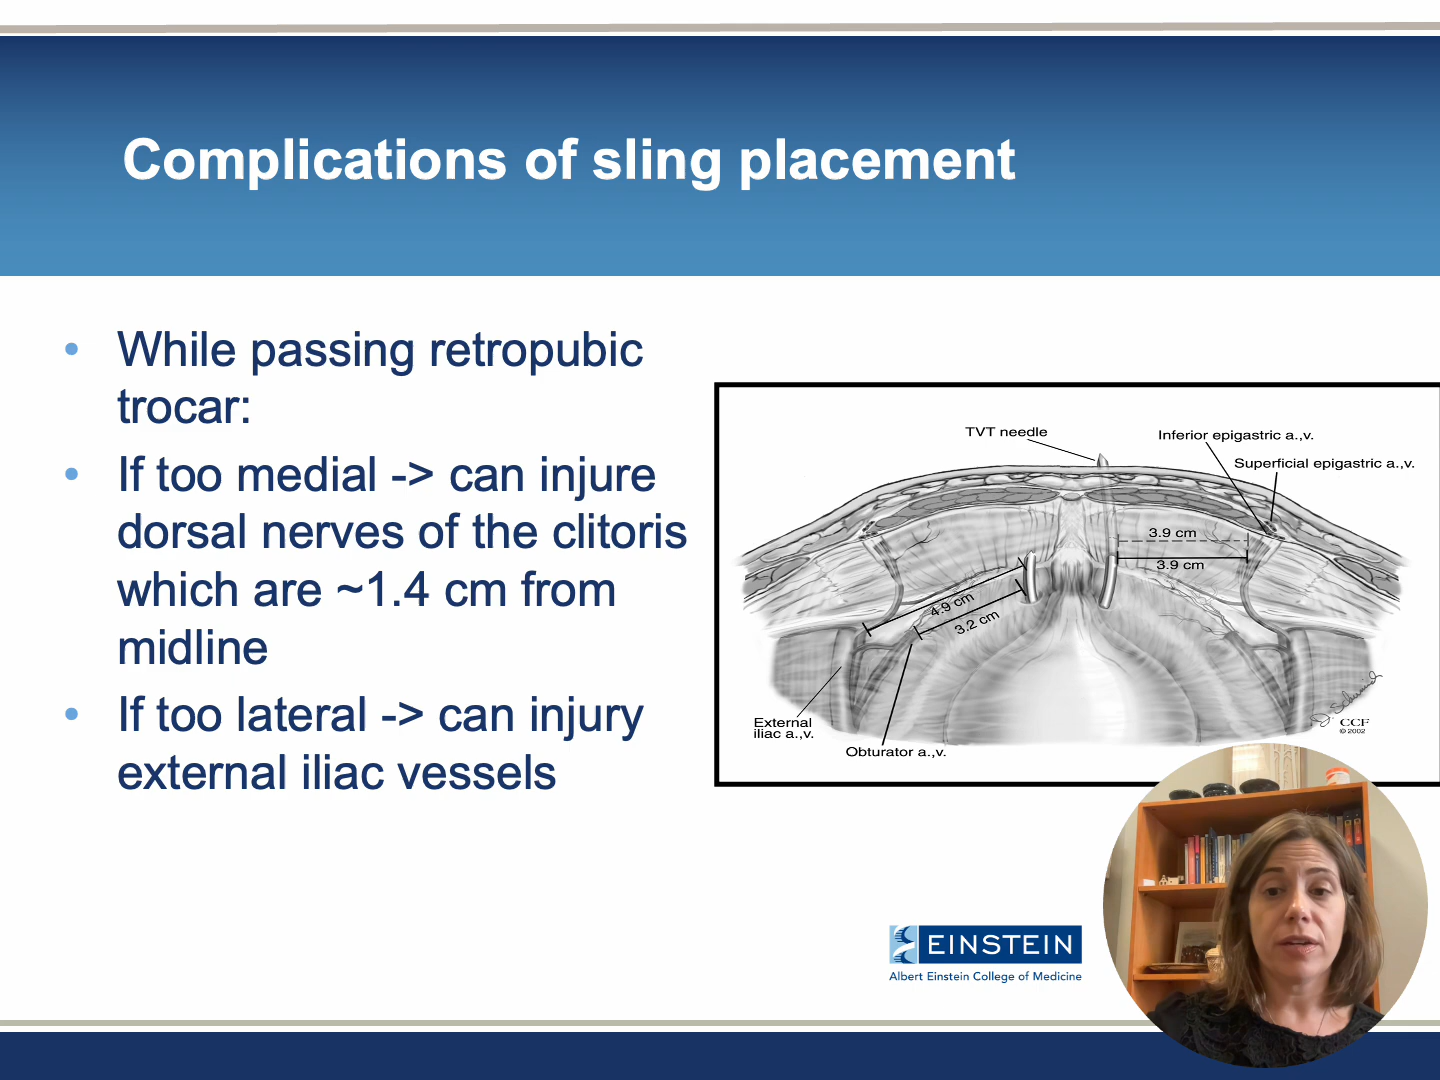 Complications of sling placement
• While passing retropubic
trocar:
• If too medial -> can injure
dorsal nerves of the clitoris
which are ~1.4 cm from
midline
• If too lateral -> can injury
external iliac vessels
TVT needle
Inferior epigastric a.,v.
Superficial epigastric a.,v.
3.9 cm
3.9 cm
4.9 cm
3.2 cm
External
iliac a.,v.
Obturator a.,v.
CCF
© 2002
EINSTEIN
Albert Einstein College of Medicine